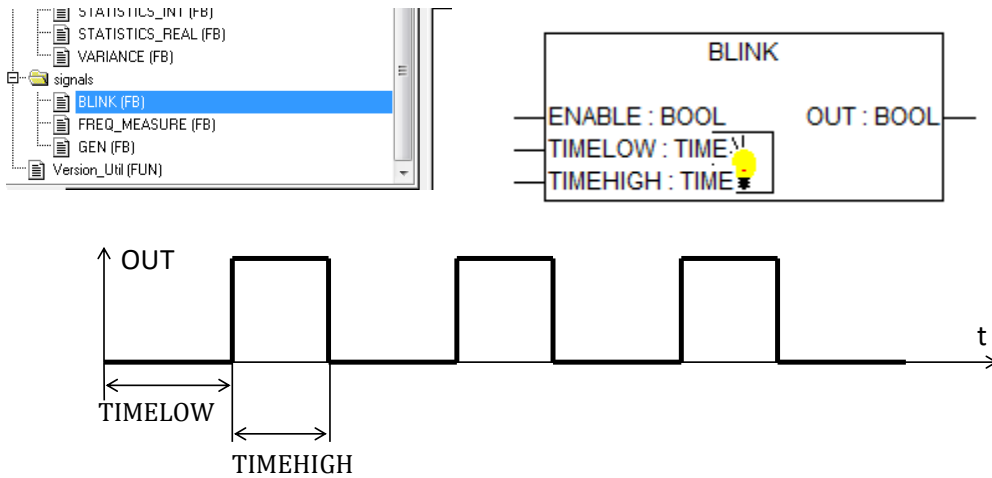 STATISTICS_INT (FB)
STATISTICS_REAL (FB)
VARIANCE (FB)
signals
BLINK (FB)
FREQ_MEASURE (FB)
GEN (FB)
Version_Util (FUN)
BLINK
ENABLE : BOOL OUT : BOOL
TIMELOW : TIME
TIMEHIGH : TIME
OUT
t
TIMELOW
TIMEHIGH